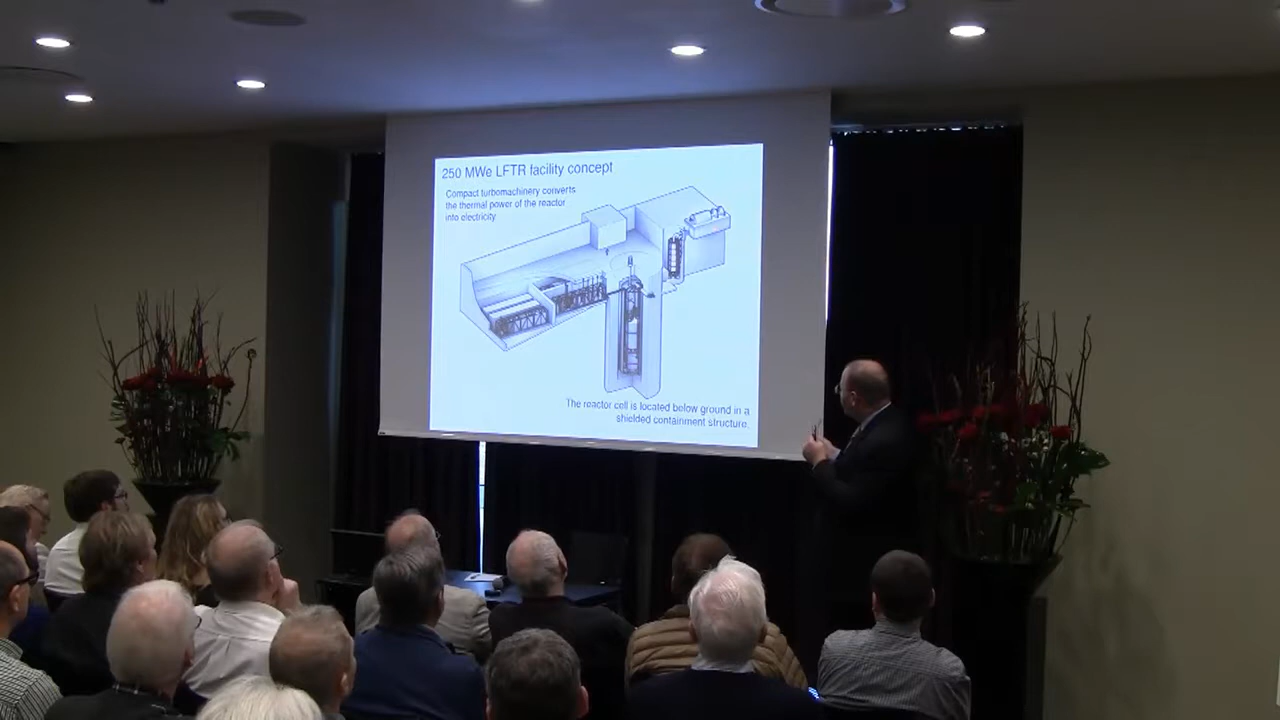 250 MWe LFTR facility concept
Compact turbomachinery converts
the thermal power of the reactor
into electricity
The reactor cell is located below ground in a
shielded containment structure.